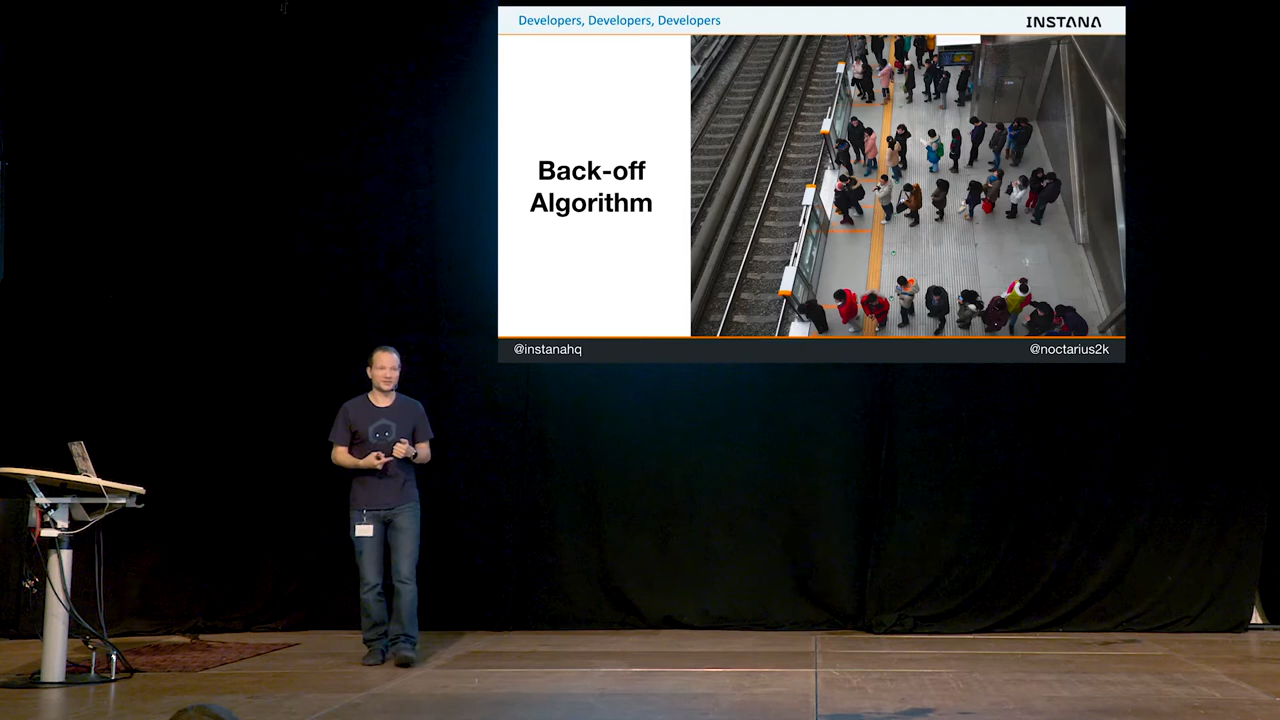 Developers, Developers, Developers
INSTANA
Back-off
Algorithm
@instanahq
@noctarius2k